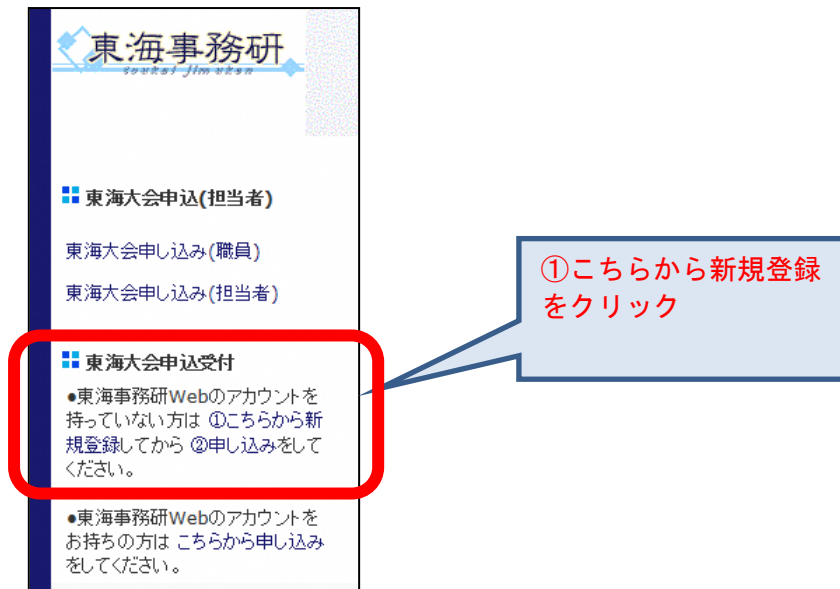 東海事務研
toukai jim uken
東海大会申込(担当者)
東海大会申し込み(職員)
東海大会申し込み(担当者)
東海大会申込受付
●東海事務研Webのアカウントを
持っていない方は ①こちらから新
規登録してから ②申し込みをして
ください。
●東海事務研Webのアカウントを
お持ちの方は こちらから申し込み
をしてください。
①こちらから新規登録
をクリック